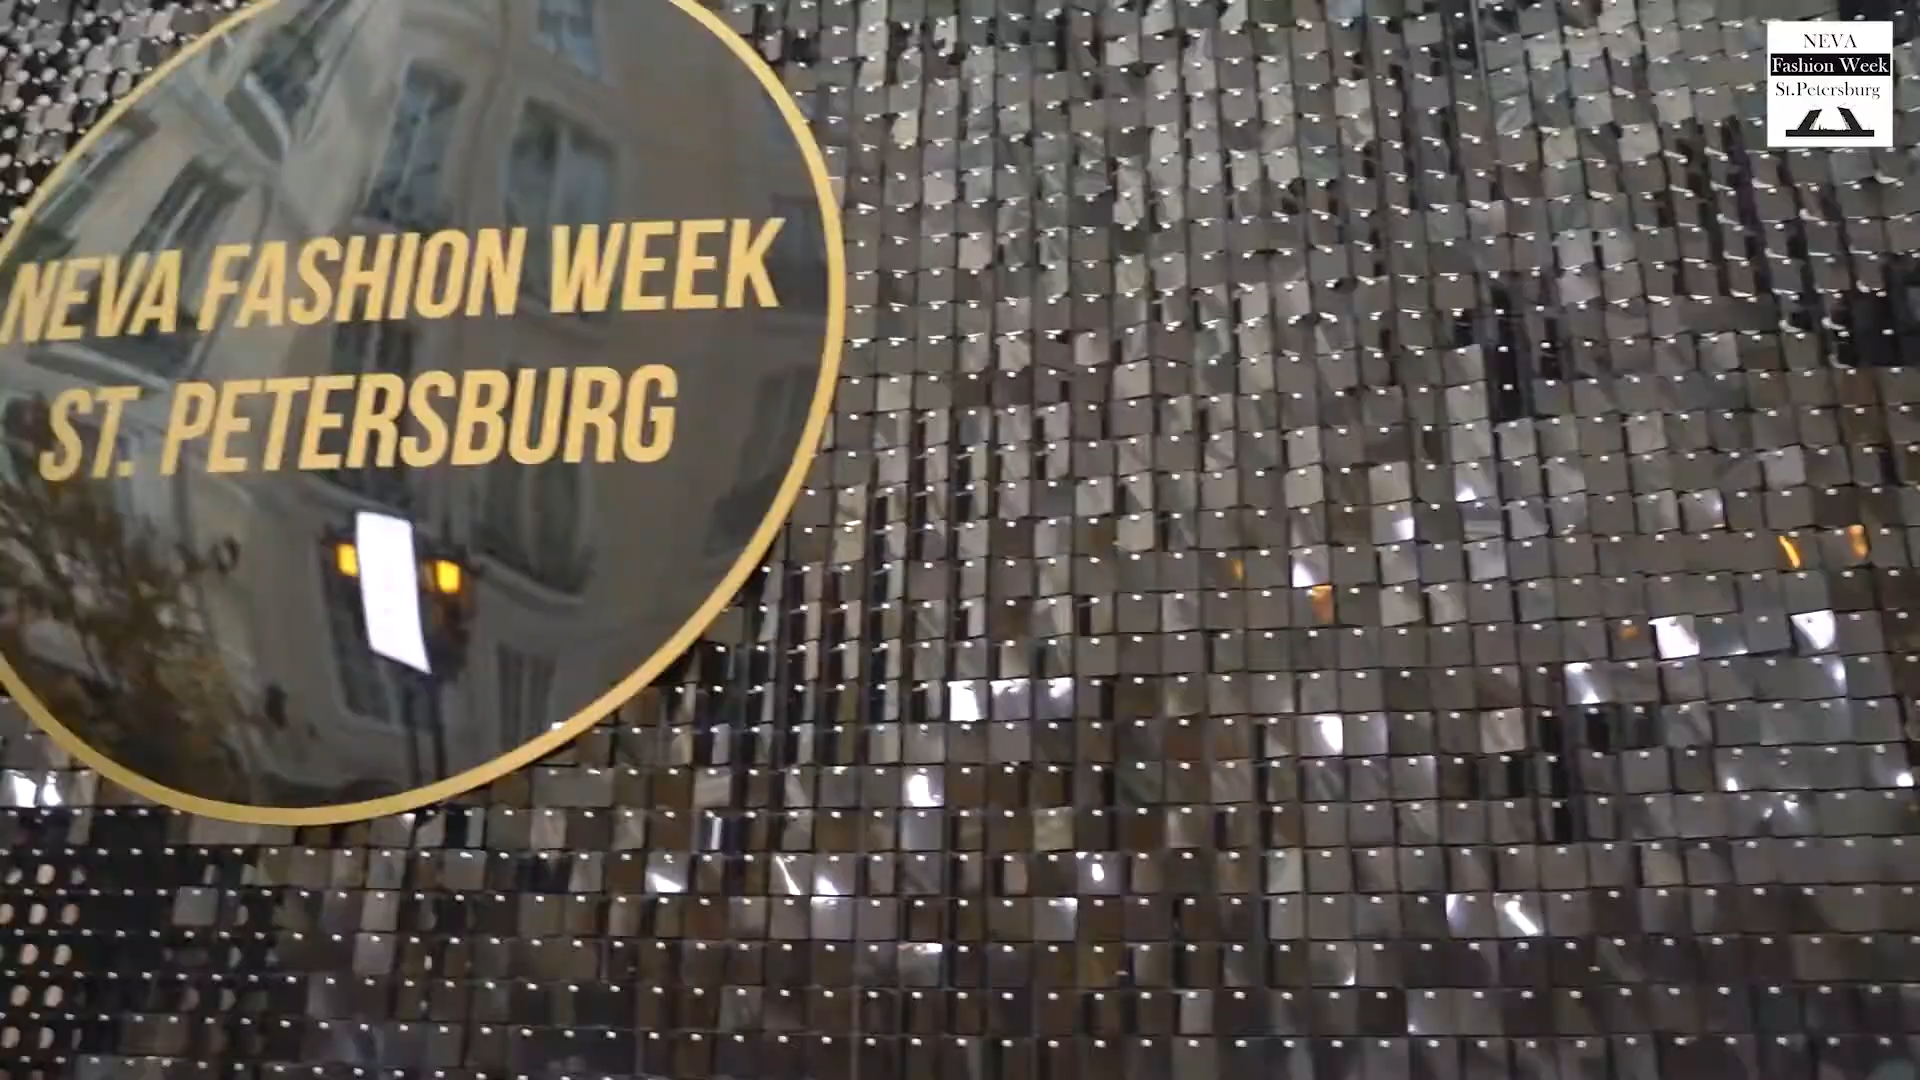 NEVA FASHION WEEK
ST. PETERSBURG
NEVA
Fashion Week
St.Petersburg